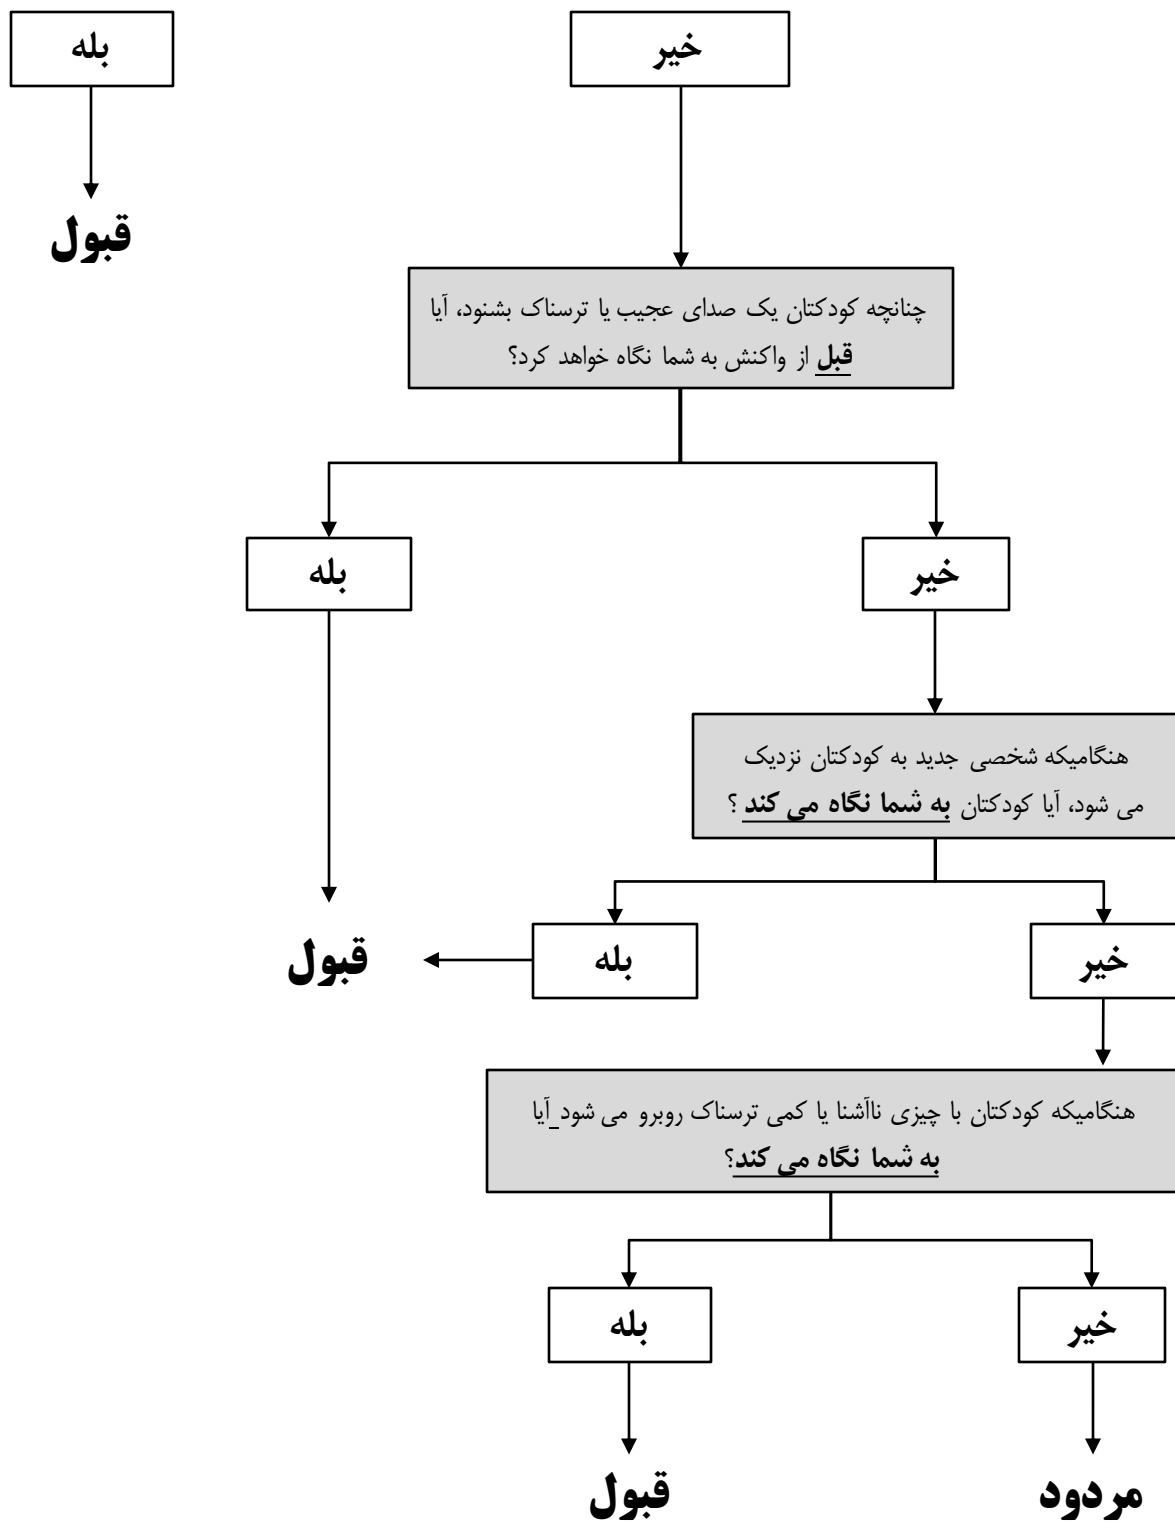 خیر
بله
قبول
چنانچه کودکتان یک صدای عجیب یا ترسناک بشنود، آیا
قبل از واکنش به شما نگاه خواهد کرد؟
خیر
بله
هنگامیکه شخصی جدید به کودکتان نزدیک
می شود، آیا کودکتان به شما نگاه می کند ؟
خیر
بله
قبول
هنگامیکه کودکتان با چیزی ناآشنا یا کمی ترسناک روبرو می شود آیا
به شما نگاه می کند؟
خیر
بله
مردود
قبول